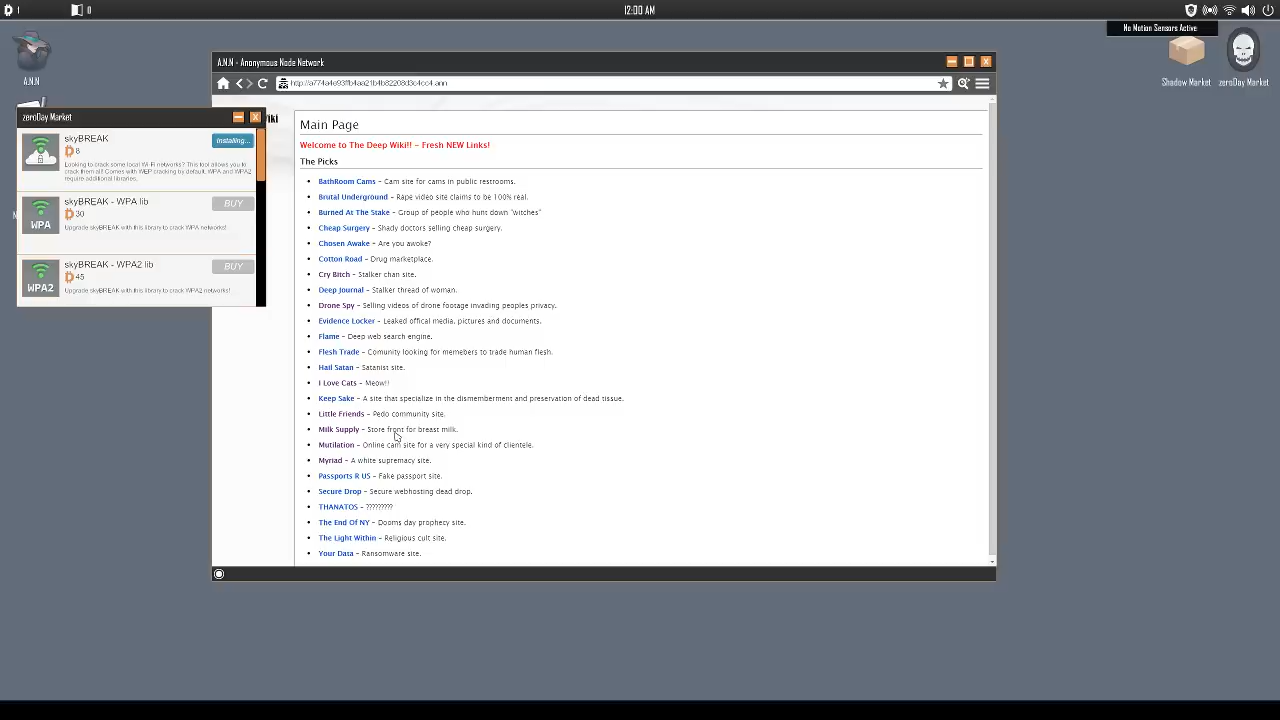 1
0
12:00 AM
No Motion Sensors Active
A.N.N
Shadow Market
zeroDay Market
A.N.N - Anonymous Node Network
http://a774a4e93ffb4aa21b4b82208d3c4cc4.ann
zeroDay Market
skyBREAK
8
Installing...
Looking to crack some local Wi-Fi networks? This tool allows you to
crack them all! Comes with WEP cracking by default, WPA and WPA2
require additional libraries.
WPA
skyBREAK - WPA lib
30
BUY
Upgrade skyBREAK with this library to crack WPA networks!
WPA2
skyBREAK - WPA2 lib
45
BUY
Upgrade skyBREAK with this library to crack WPA2 networks!
Main Page
Welcome to The Deep Wiki!! - Fresh NEW Links!
The Picks
BathRoom Cams - Cam site for cams in public restrooms.
Brutal Underground - Rape video site claims to be 100% real.
Burned At The Stake - Group of people who hunt down "witches"
Cheap Surgery - Shady doctors selling cheap surgery.
Chosen Awake - Are you awoke?
Cotton Road - Drug marketplace.
Cry Bitch - Stalker chan site.
Deep Journal - Stalker thread of woman.
Drone Spy - Selling videos of drone footage invading peoples privacy.
Evidence Locker - Leaked offical media, pictures and documents.
Flame - Deep web search engine.
Flesh Trade - Comunity looking for memebers to trade human flesh.
Hail Satan - Satanist site.
I Love Cats - Meow!!
Keep Sake - A site that specialize in the dismemberment and preservation of dead tissue.
Little Friends - Pedo community site.
Milk Supply - Store front for breast milk.
Mutilation - Online cam site for a very special kind of clientele.
Myriad - A white supremacy site.
Passports R US - Fake passport site.
Secure Drop - Secure webhosting dead drop.
THANATOS - ?????????
The End Of NY - Dooms day prophecy site.
The Light Within - Religious cult site.
Your Data - Ransomware site.